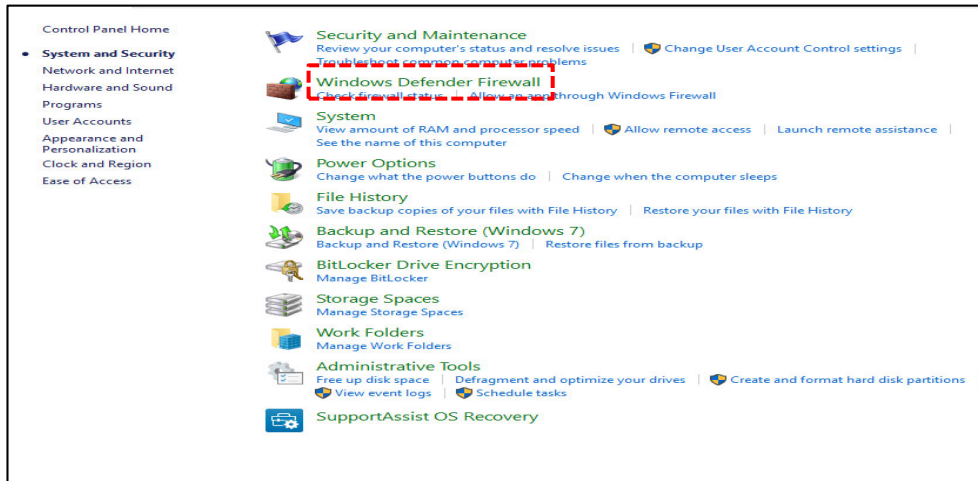 Control Panel Home
System and Security
Network and Internet
Hardware and Sound
Programs
User Accounts
Appearance and
Personalization
Clock and Region
Ease of Access
Security and Maintenance
Review your computer's status and resolve issues | Change User Account Control settings |
Troubleshoot common computer problems
Windows Defender Firewall
Check firewall status | Allow an app through Windows Firewall
System
View amount of RAM and processor speed | Allow remote access | Launch remote assistance |
See the name of this computer
Power Options
Change what the power buttons do | Change when the computer sleeps
File History
Save backup copies of your files with File History | Restore your files with File History
Backup and Restore (Windows 7)
Backup and Restore (Windows 7) | Restore files from backup
BitLocker Drive Encryption
Manage BitLocker
Storage Spaces
Manage Storage Spaces
Work Folders
Manage Work Folders
Administrative Tools
Free up disk space | Defragment and optimize your drives | Create and format hard disk partitions
View event logs | Schedule tasks
SupportAssist OS Recovery